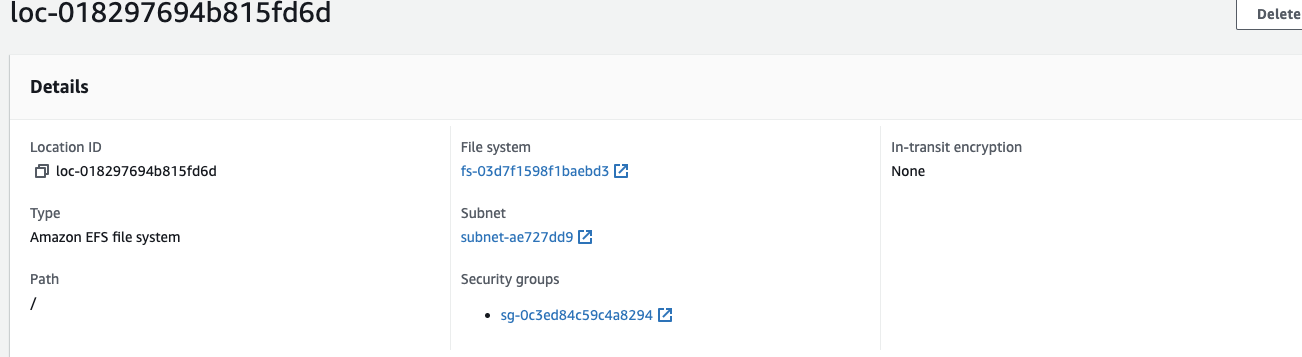 loc-018297694b815fd6d
Delete
Details
Location ID
loc-018297694b815fd6d
Type
Amazon EFS file system
Path
/
File system
fs-03d7f1598f1baebd3
Subnet
subnet-ae727dd9
Security groups
• sg-0c3ed84c59c4a8294
In-transit encryption
None